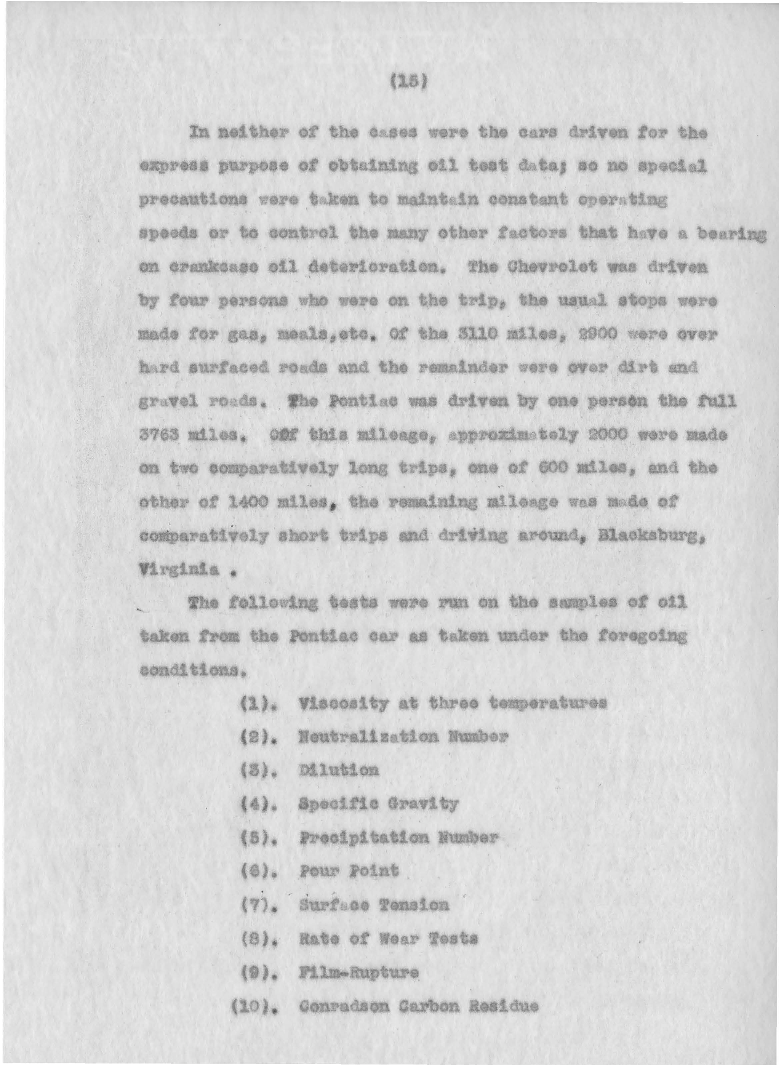 (15)
In neither of the cases were the cars driven for the
express purpose of obtaining oil test data; so no special
precautions were taken to maintain constant operating
speeds or to control the many other factors that have a bearing
on crankcase oil deterioration. The Chevrolet was driven
by four persons who were on the trip, the usual stops were
made for gas, meals,etc. Of the 3110 miles, 2900 were over
hard surfaced roads and the remainder were over dirt and
gravel roads. The Pontiac was driven by one person the full
3763 miles. Off this mileage, approximately 2000 were made
on two comparatively long trips, one of 600 miles, and the
other of 1400 miles, the remaining mileage was made of
comparatively short trips and driving around, Blacksburg,
Virginia .
The following tests were run on the samples of oil
taken from the Pontiac car as taken under the foregoing
conditions.
(1). Viscosity at three temperatures
(2). Neutralization Number
(3). Dilution
(4). Specific Gravity
(5). Precipitation Number
(6). Pour Point
(7). Surface Tension
(8). Rate of Wear Tests
(9). Film-Rupture
(10). Conradson Carbon Residue